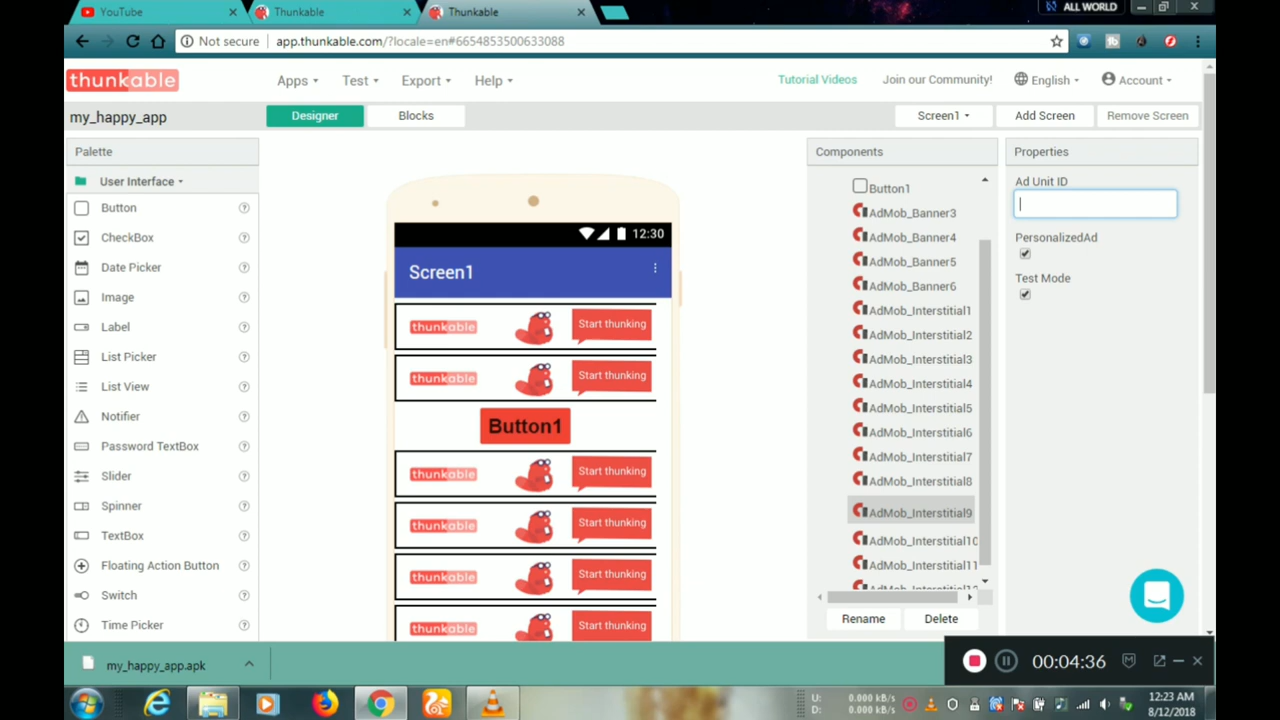 YouTube
Thunkable
Thunkable
ALL WORLD
Not secure
app.thunkable.com/?locale=en#6654853500633088
thunkable
Apps
Test
Export
Help
Tutorial Videos
Join our Community!
English
Account
my_happy_app
Designer
Blocks
Screen1
Add Screen
Remove Screen
Palette
User Interface
Button
CheckBox
Date Picker
Image
Label
List Picker
List View
Notifier
Password TextBox
Slider
Spinner
TextBox
Floating Action Button
Switch
Time Picker
12:30
Screen1
thunkable
Start thunking
thunkable
Start thunking
Button1
thunkable
Start thunking
thunkable
Start thunking
thunkable
Start thunking
thunkable
Start thunking
Components
Button1
AdMob_Banner3
AdMob_Banner4
AdMob_Banner5
AdMob_Banner6
AdMob_Interstitial1
AdMob_Interstitial2
AdMob_Interstitial3
AdMob_Interstitial4
AdMob_Interstitial5
AdMob_Interstitial6
AdMob_Interstitial7
AdMob_Interstitial8
AdMob_Interstitial9
AdMob_Interstitial10
AdMob_Interstitial11
Rename
Delete
Properties
Ad Unit ID
PersonalizedAd
Test Mode
my_happy_app.apk
00:04:36
U: 0.000 kB/s
D: 0.000 kB/s
12:23 AM
8/12/2018